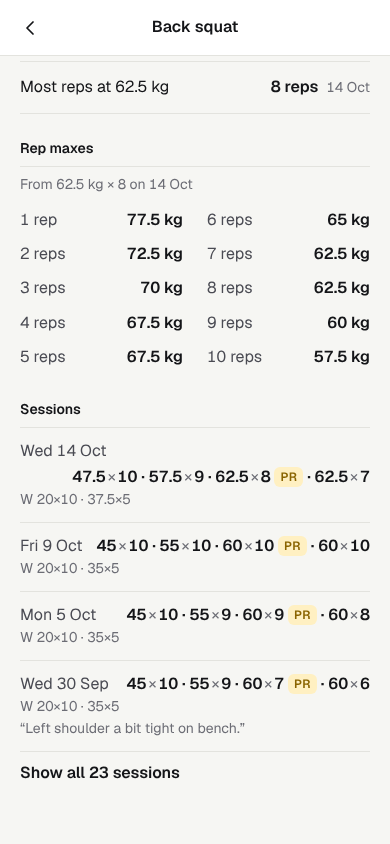 Back squat
Most reps at 62.5 kg 8 reps 14 Oct
Rep maxes
From 62.5 kg × 8 on 14 Oct
1 rep 77.5 kg 6 reps 65 kg
2 reps 72.5 kg 7 reps 62.5 kg
3 reps 70 kg 8 reps 62.5 kg
4 reps 67.5 kg 9 reps 60 kg
5 reps 67.5 kg 10 reps 57.5 kg
Sessions
Wed 14 Oct
47.5×10 · 57.5×9 · 62.5×8 PR · 62.5×7
W 20×10 · 37.5×5
Fri 9 Oct 45×10 · 55×10 · 60×10 PR · 60×10
W 20×10 · 35×5
Mon 5 Oct 45×10 · 55×9 · 60×9 PR · 60×8
W 20×10 · 35×5
Wed 30 Sep 45×10 · 55×9 · 60×7 PR · 60×6
W 20×10 · 35×5
“Left shoulder a bit tight on bench.”
Show all 23 sessions